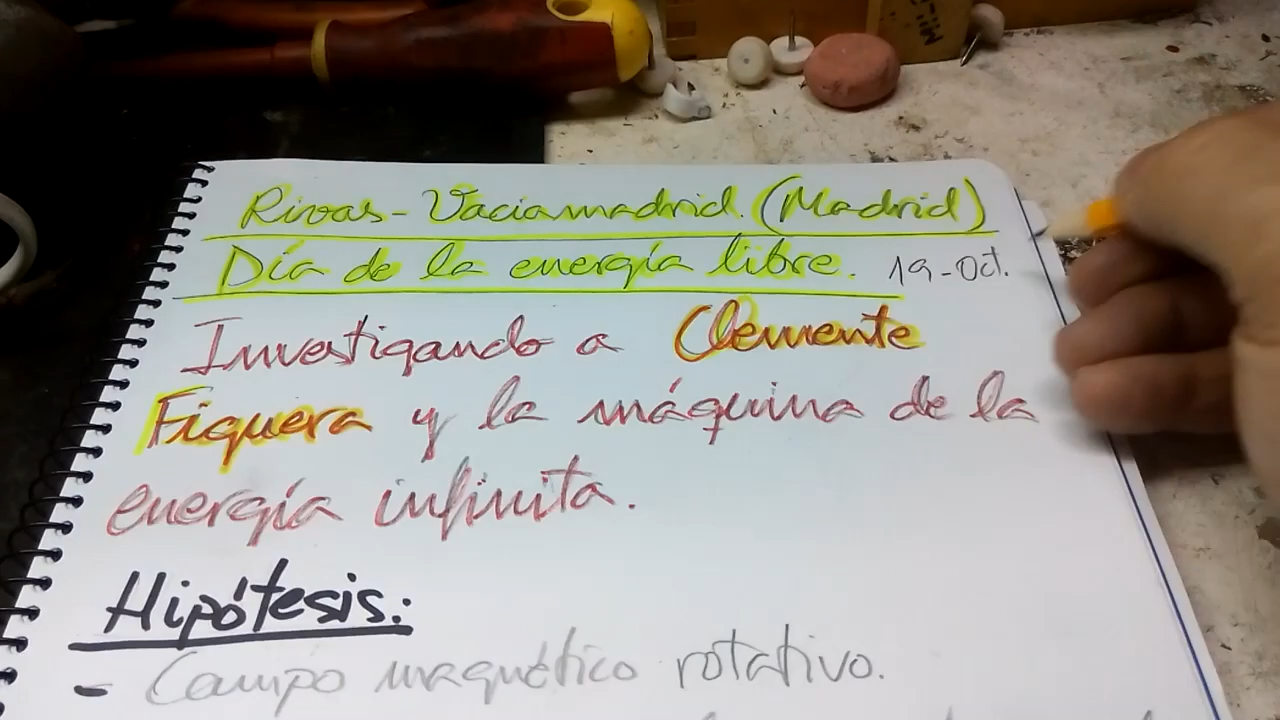 Rivas-Vaciamadrid. (Madrid)
Día de la energía libre. 19-Oct.
Investigando a Clemente
Figuera y la máquina de la
energía infinita.
Hipótesis:
- Campo magnético rotativo.